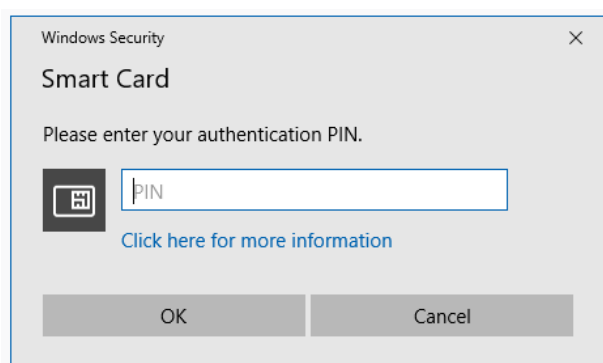 Windows Security
Smart Card
Please enter your authentication PIN.
PIN
Click here for more information
OK
Cancel